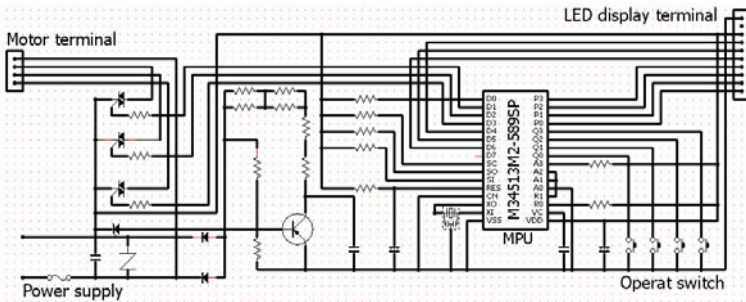 LED display terminal
Motor terminal
D0 P3
D1 P2
D2 P1
D3 P0
D4 Q3
D5 Q2
D6 Q1
D7 Q0
SC A3
SO A2
SI A1
RES A0
CN R1
XO R0
XI VC
VSS VDD
M34513M2-589SP
MPU
Power supply
Operat switch